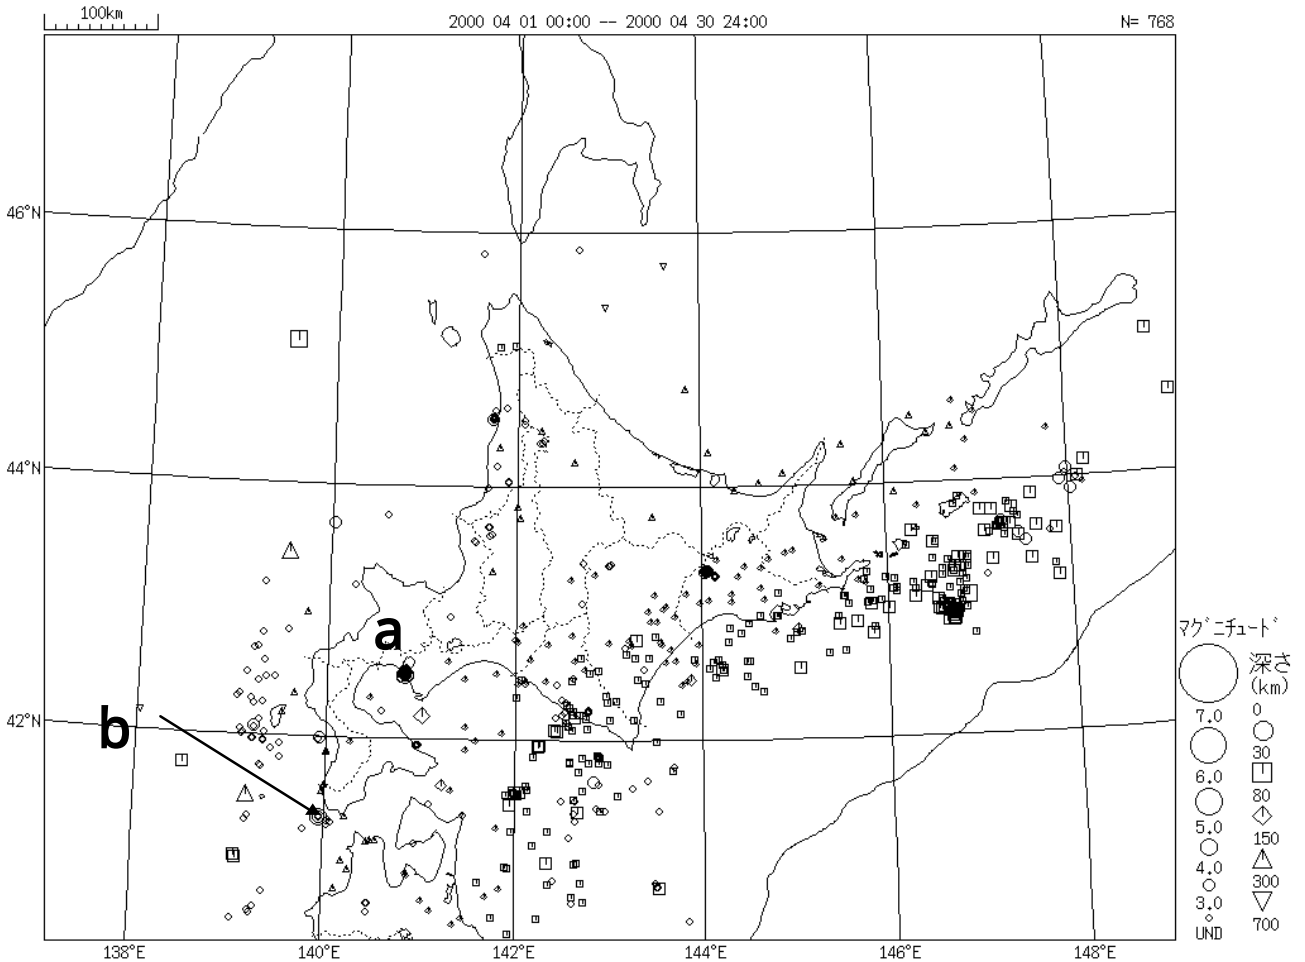 100km
2000 04 01 00:00 -- 2000 04 30 24:00
N= 768
46°N
44°N
a
42°N
b
138°E
140°E
142°E
144°E
146°E
148°E
ﾏｸﾞﾆﾁｭｰﾄﾞ
7.0
6.0
5.0
4.0
3.0
UND
深さ
(km)
0
30
80
150
300
700